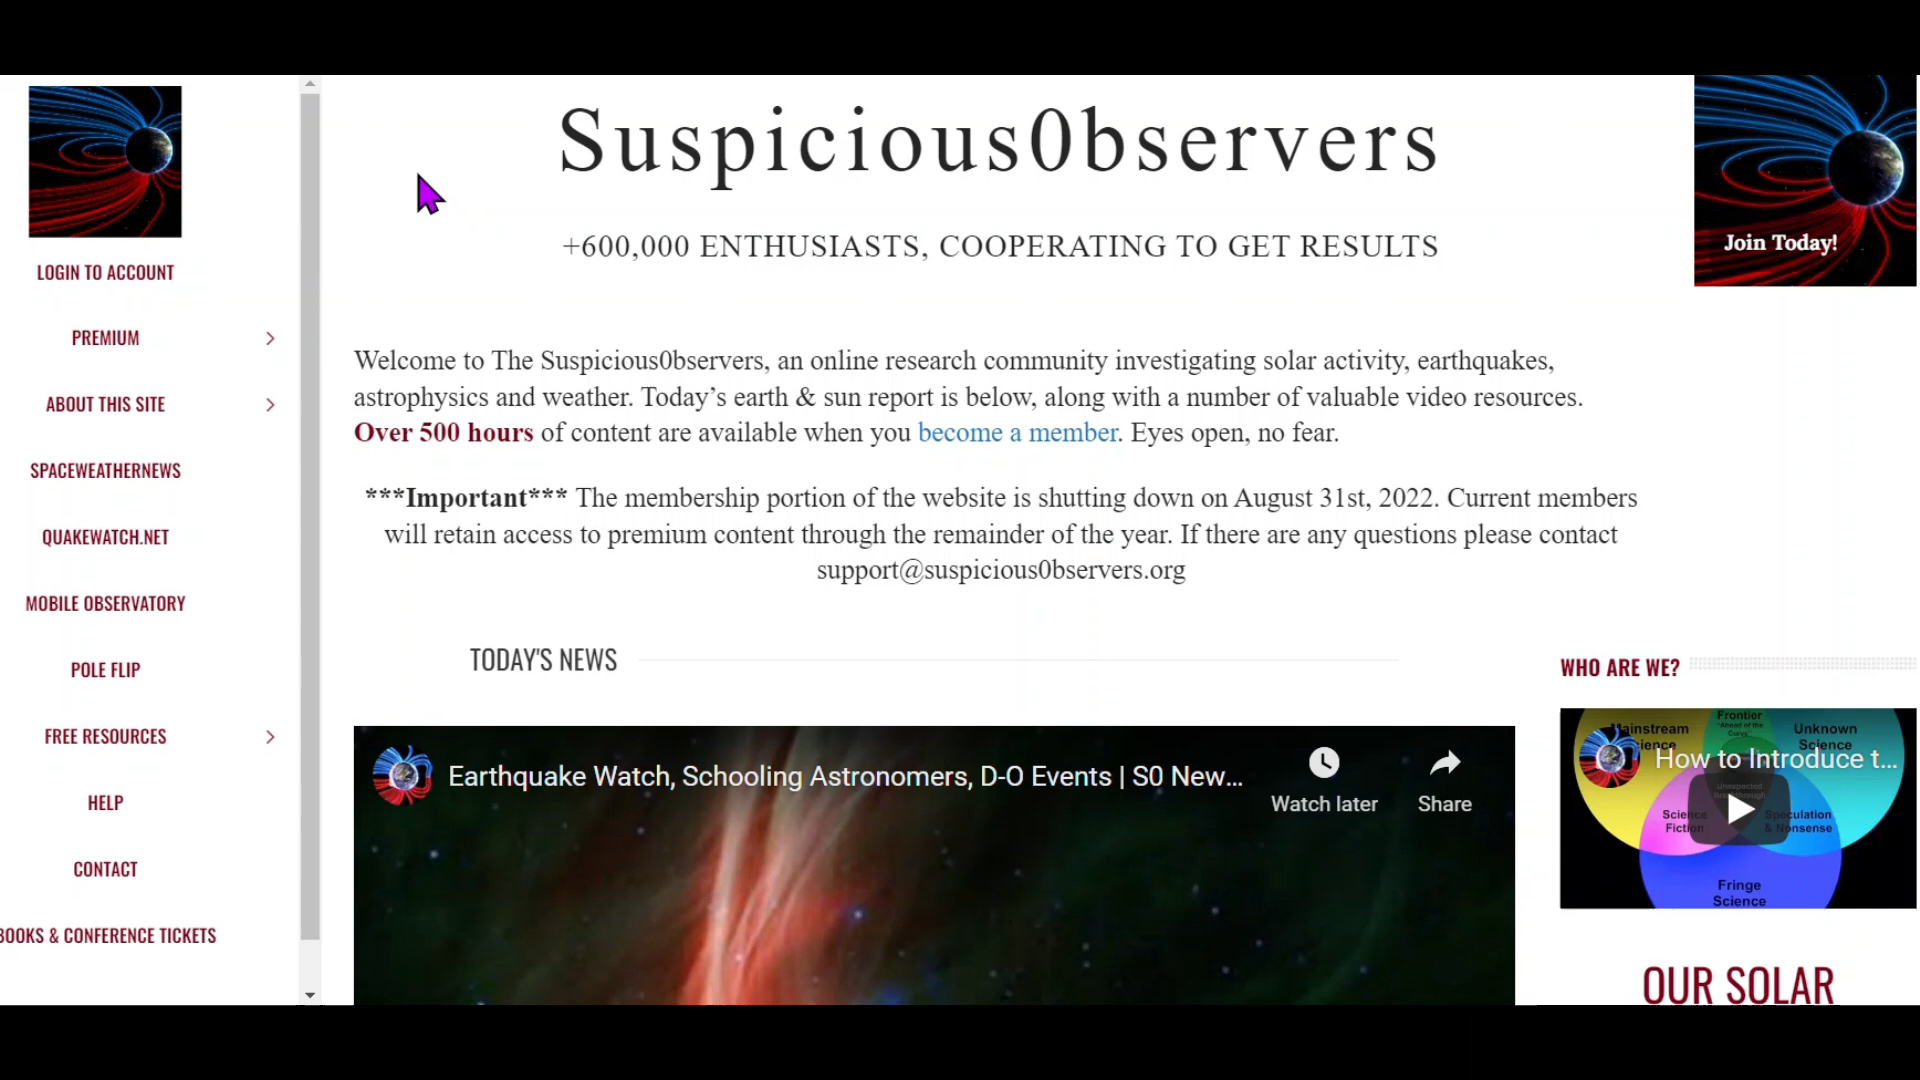 Suspicious0bservers
+600,000 ENTHUSIASTS, COOPERATING TO GET RESULTS
Join Today!
LOGIN TO ACCOUNT
PREMIUM
ABOUT THIS SITE
SPACEWEATHERNEWS
QUAKEWATCH.NET
MOBILE OBSERVATORY
POLE FLIP
FREE RESOURCES
HELP
CONTACT
BOOKS & CONFERENCE TICKETS
Welcome to The Suspicious0bservers, an online research community investigating solar activity, earthquakes,
astrophysics and weather. Today’s earth & sun report is below, along with a number of valuable video resources.
Over 500 hours of content are available when you become a member. Eyes open, no fear.
***Important*** The membership portion of the website is shutting down on August 31st, 2022. Current members
will retain access to premium content through the remainder of the year. If there are any questions please contact
support@suspicious0bservers.org
TODAY'S NEWS
Earthquake Watch, Schooling Astronomers, D-O Events | S0 New...
Watch later
Share
WHO ARE WE?
How to Introduce t...
Frontier
"Ahead of the
Curve"
Unknown
Science
Science
Fiction
Speculation
& Nonsense
Fringe
Science
OUR SOLAR